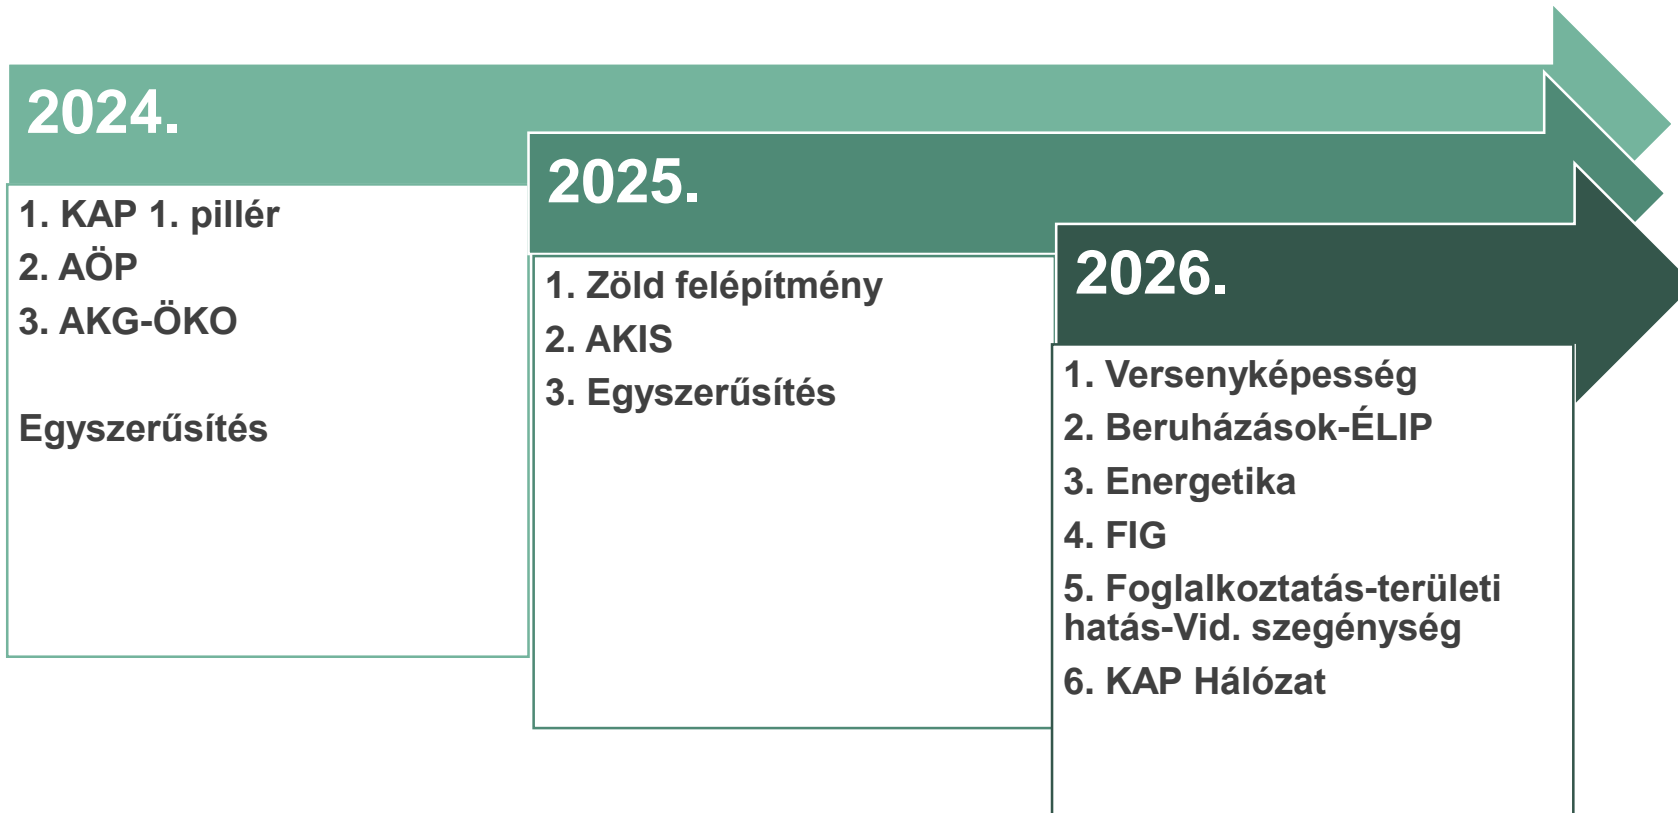 2024.
1. KAP 1. pillér
2. AÖP
3. AKG-ÖKO
Egyszerűsítés
2025.
1. Zöld felépítmény
2. AKIS
3. Egyszerűsítés
2026.
1. Versenyképesség
2. Beruházások-ÉLIP
3. Energetika
4. FIG
5. Foglalkoztatás-területi
hatás-Vid. szegénység
6. KAP Hálózat